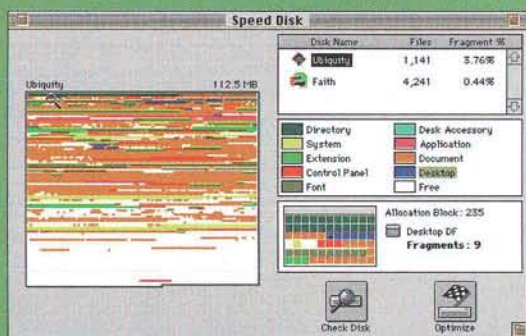 Speed Disk
Disk Name Files Fragment %
Ubiquity 1,141 3.76%
Faith 4,241 0.44%
Ubiquity 112.5 MB
Directory Desk Accessory
System Application
Extension Document
Control Panel Desktop
Font Free
Allocation Block: 235
Desktop DF
Fragments: 9
Check Disk Optimize